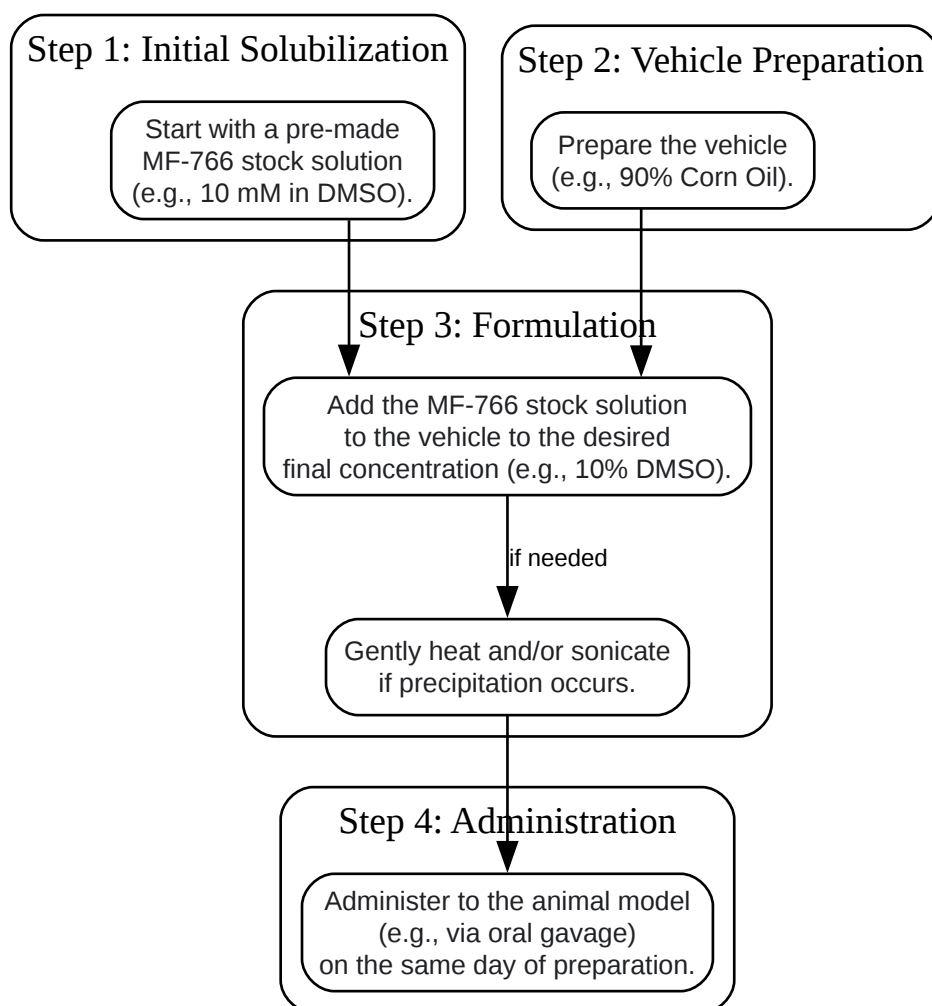 Step 1: Initial Solubilization
Start with a pre-made
MF-766 stock solution
(e.g., 10 mM in DMSO).
Step 2: Vehicle Preparation
Prepare the vehicle
(e.g., 90% Corn Oil).
Step 3: Formulation
Add the MF-766 stock solution
to the vehicle to the desired
final concentration (e.g., 10% DMSO).
if needed
Gently heat and/or sonicate
if precipitation occurs.
Step 4: Administration
Administer to the animal model
(e.g., via oral gavage)
on the same day of preparation.